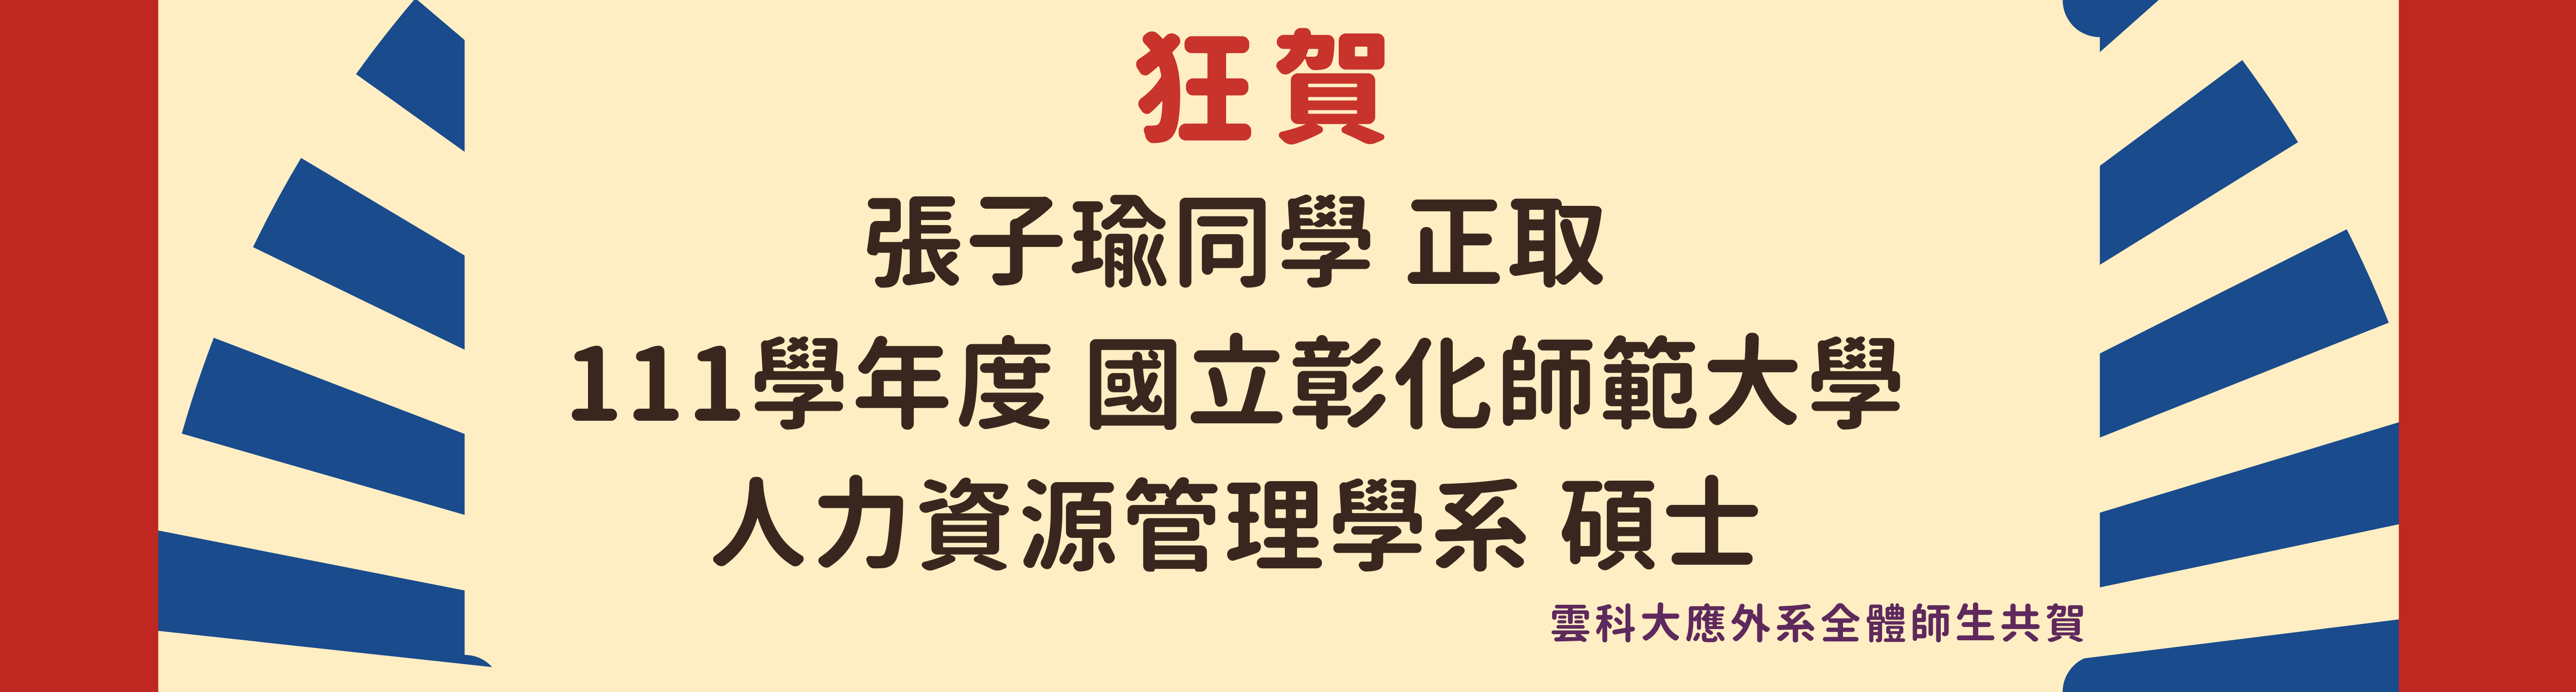 狂賀
張子瑜同學 正取
111學年度 國立彰化師範大學
人力資源管理學系 碩士
雲科大應外系全體師生共賀